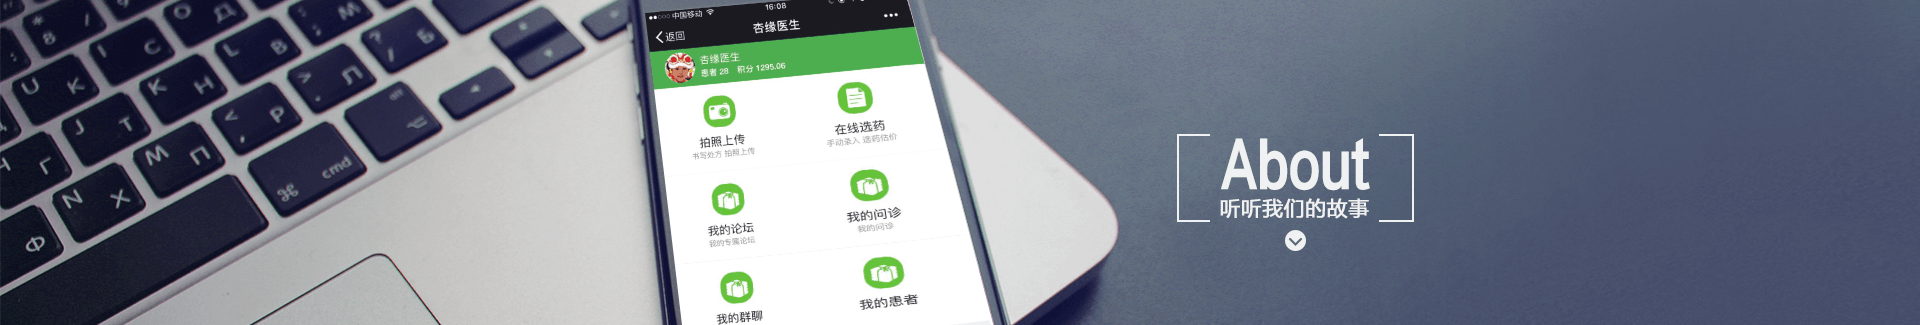 中国移动
16:08
返回
杏缘医生
杏缘医生
患者 28 积分 1295.06
拍照上传
书写处方 拍照上传
在线选药
手动录入 选药估价
我的论坛
我的专属论坛
我的问诊
我的问诊
我的群聊
我的患者
alt
cmd
About
听听我们的故事